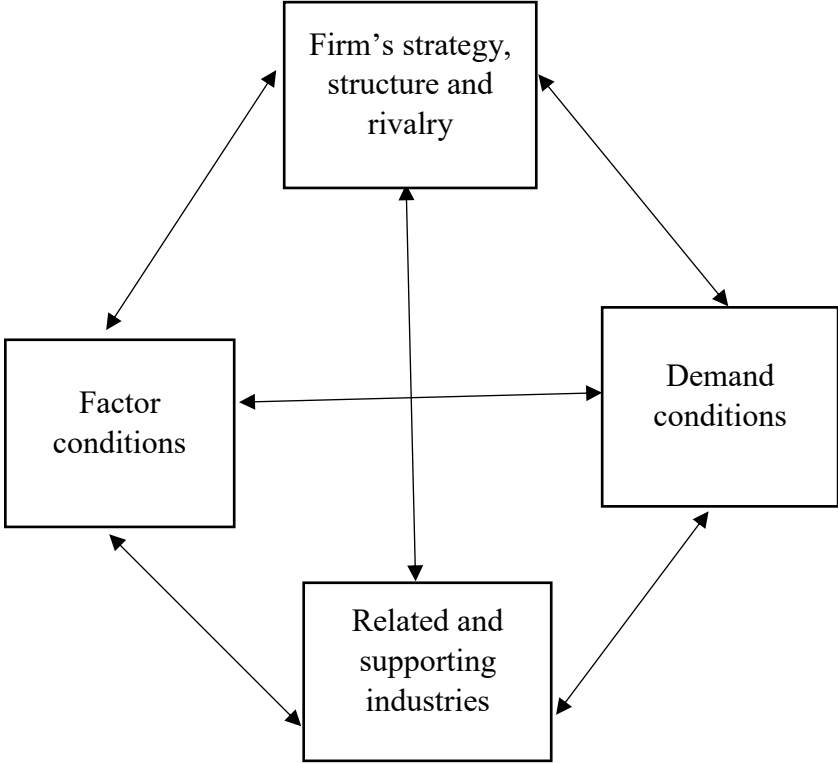 Firm’s strategy,
structure and
rivalry
Factor
conditions
Demand
conditions
Related and
supporting
industries